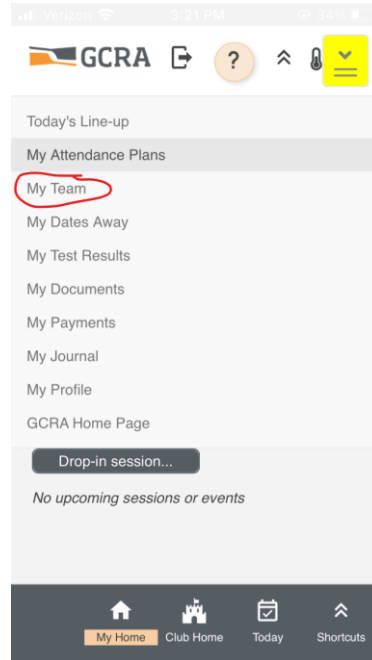 Verizon 3:21 PM 94%
GCRA ?
Today's Line-up
My Attendance Plans
My Team
My Dates Away
My Test Results
My Documents
My Payments
My Journal
My Profile
GCRA Home Page
Drop-in session...
No upcoming sessions or events
My Home Club Home Today Shortcuts